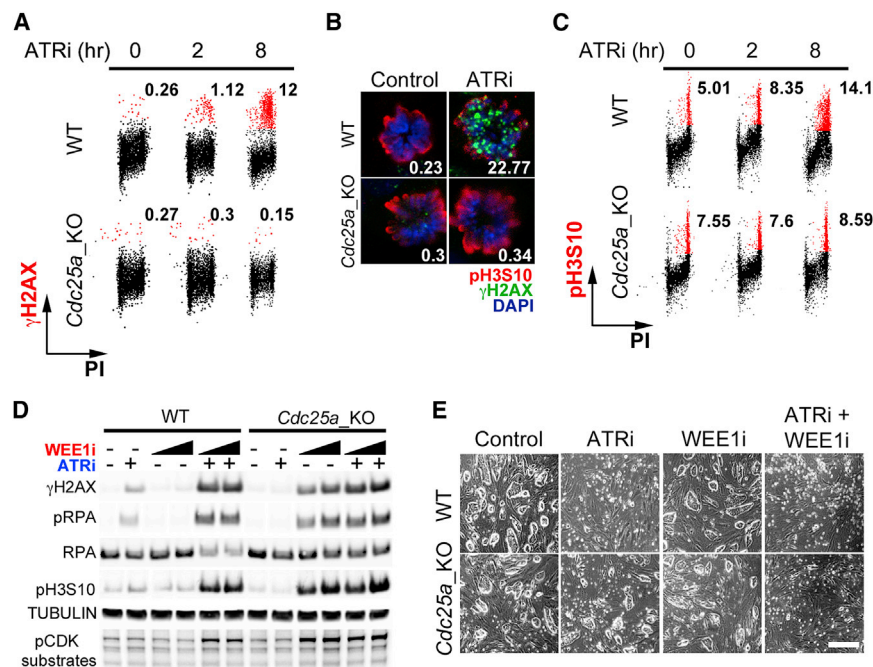 A
ATRi (hr) 0 2 8
WT
0.26 1.12 12
Cdc25a_KO
0.27 0.3 0.15
γH2AX
PI
B
Control ATRi
WT
0.23 22.77
Cdc25a_KO
0.3 0.34
pH3S10
γH2AX
DAPI
C
ATRi (hr) 0 2 8
WT
5.01 8.35 14.1
Cdc25a_KO
7.55 7.6 8.59
pH3S10
PI
D
WT Cdc25a_KO
WEE1i - - - -
ATRi - + + + - + + +
γH2AX
pRPA
RPA
pH3S10
TUBULIN
pCDK
substrates
E
ATRi +
Control ATRi WEE1i WEE1i
WT
Cdc25a_KO